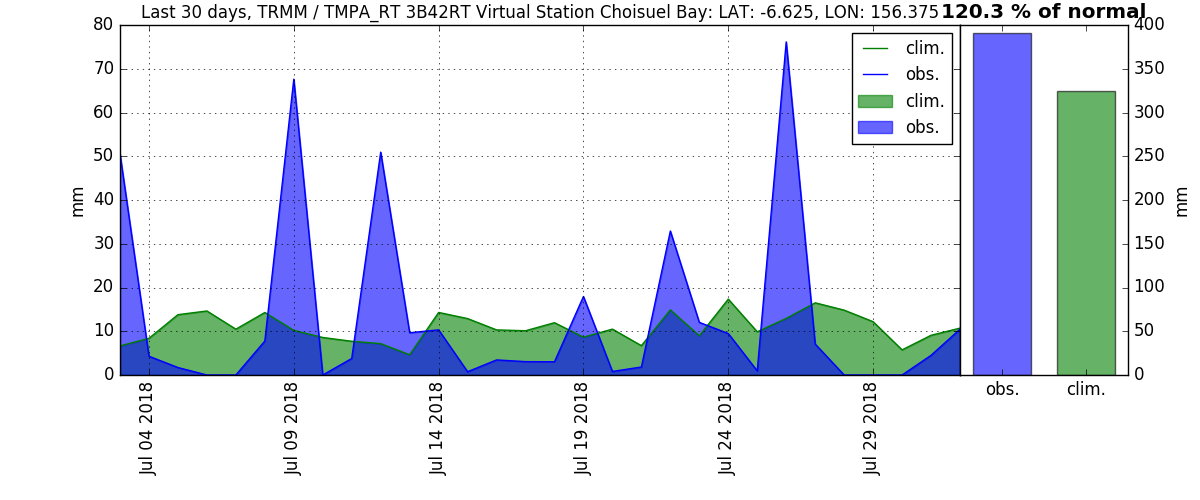 Last 30 days, TRMM / TMPA_RT 3B42RT Virtual Station Choisuel Bay: LAT: -6.625, LON: 156.375
120.3 % of normal
80
70
60
50
40
30
20
10
0
mm
clim.
obs.
clim.
obs.
400
350
300
250
200
150
100
50
0
mm
Jul 04 2018
Jul 09 2018
Jul 14 2018
Jul 19 2018
Jul 24 2018
Jul 29 2018
obs.
clim.